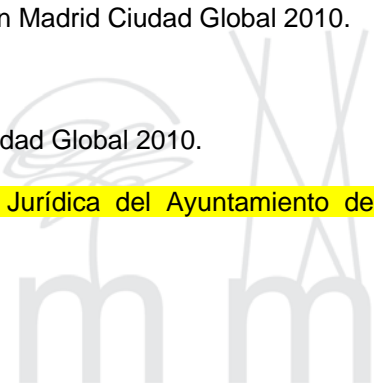 n Madrid Ciudad Global 2010.
dad Global 2010.
Jurídica del Ayuntamiento de
m m